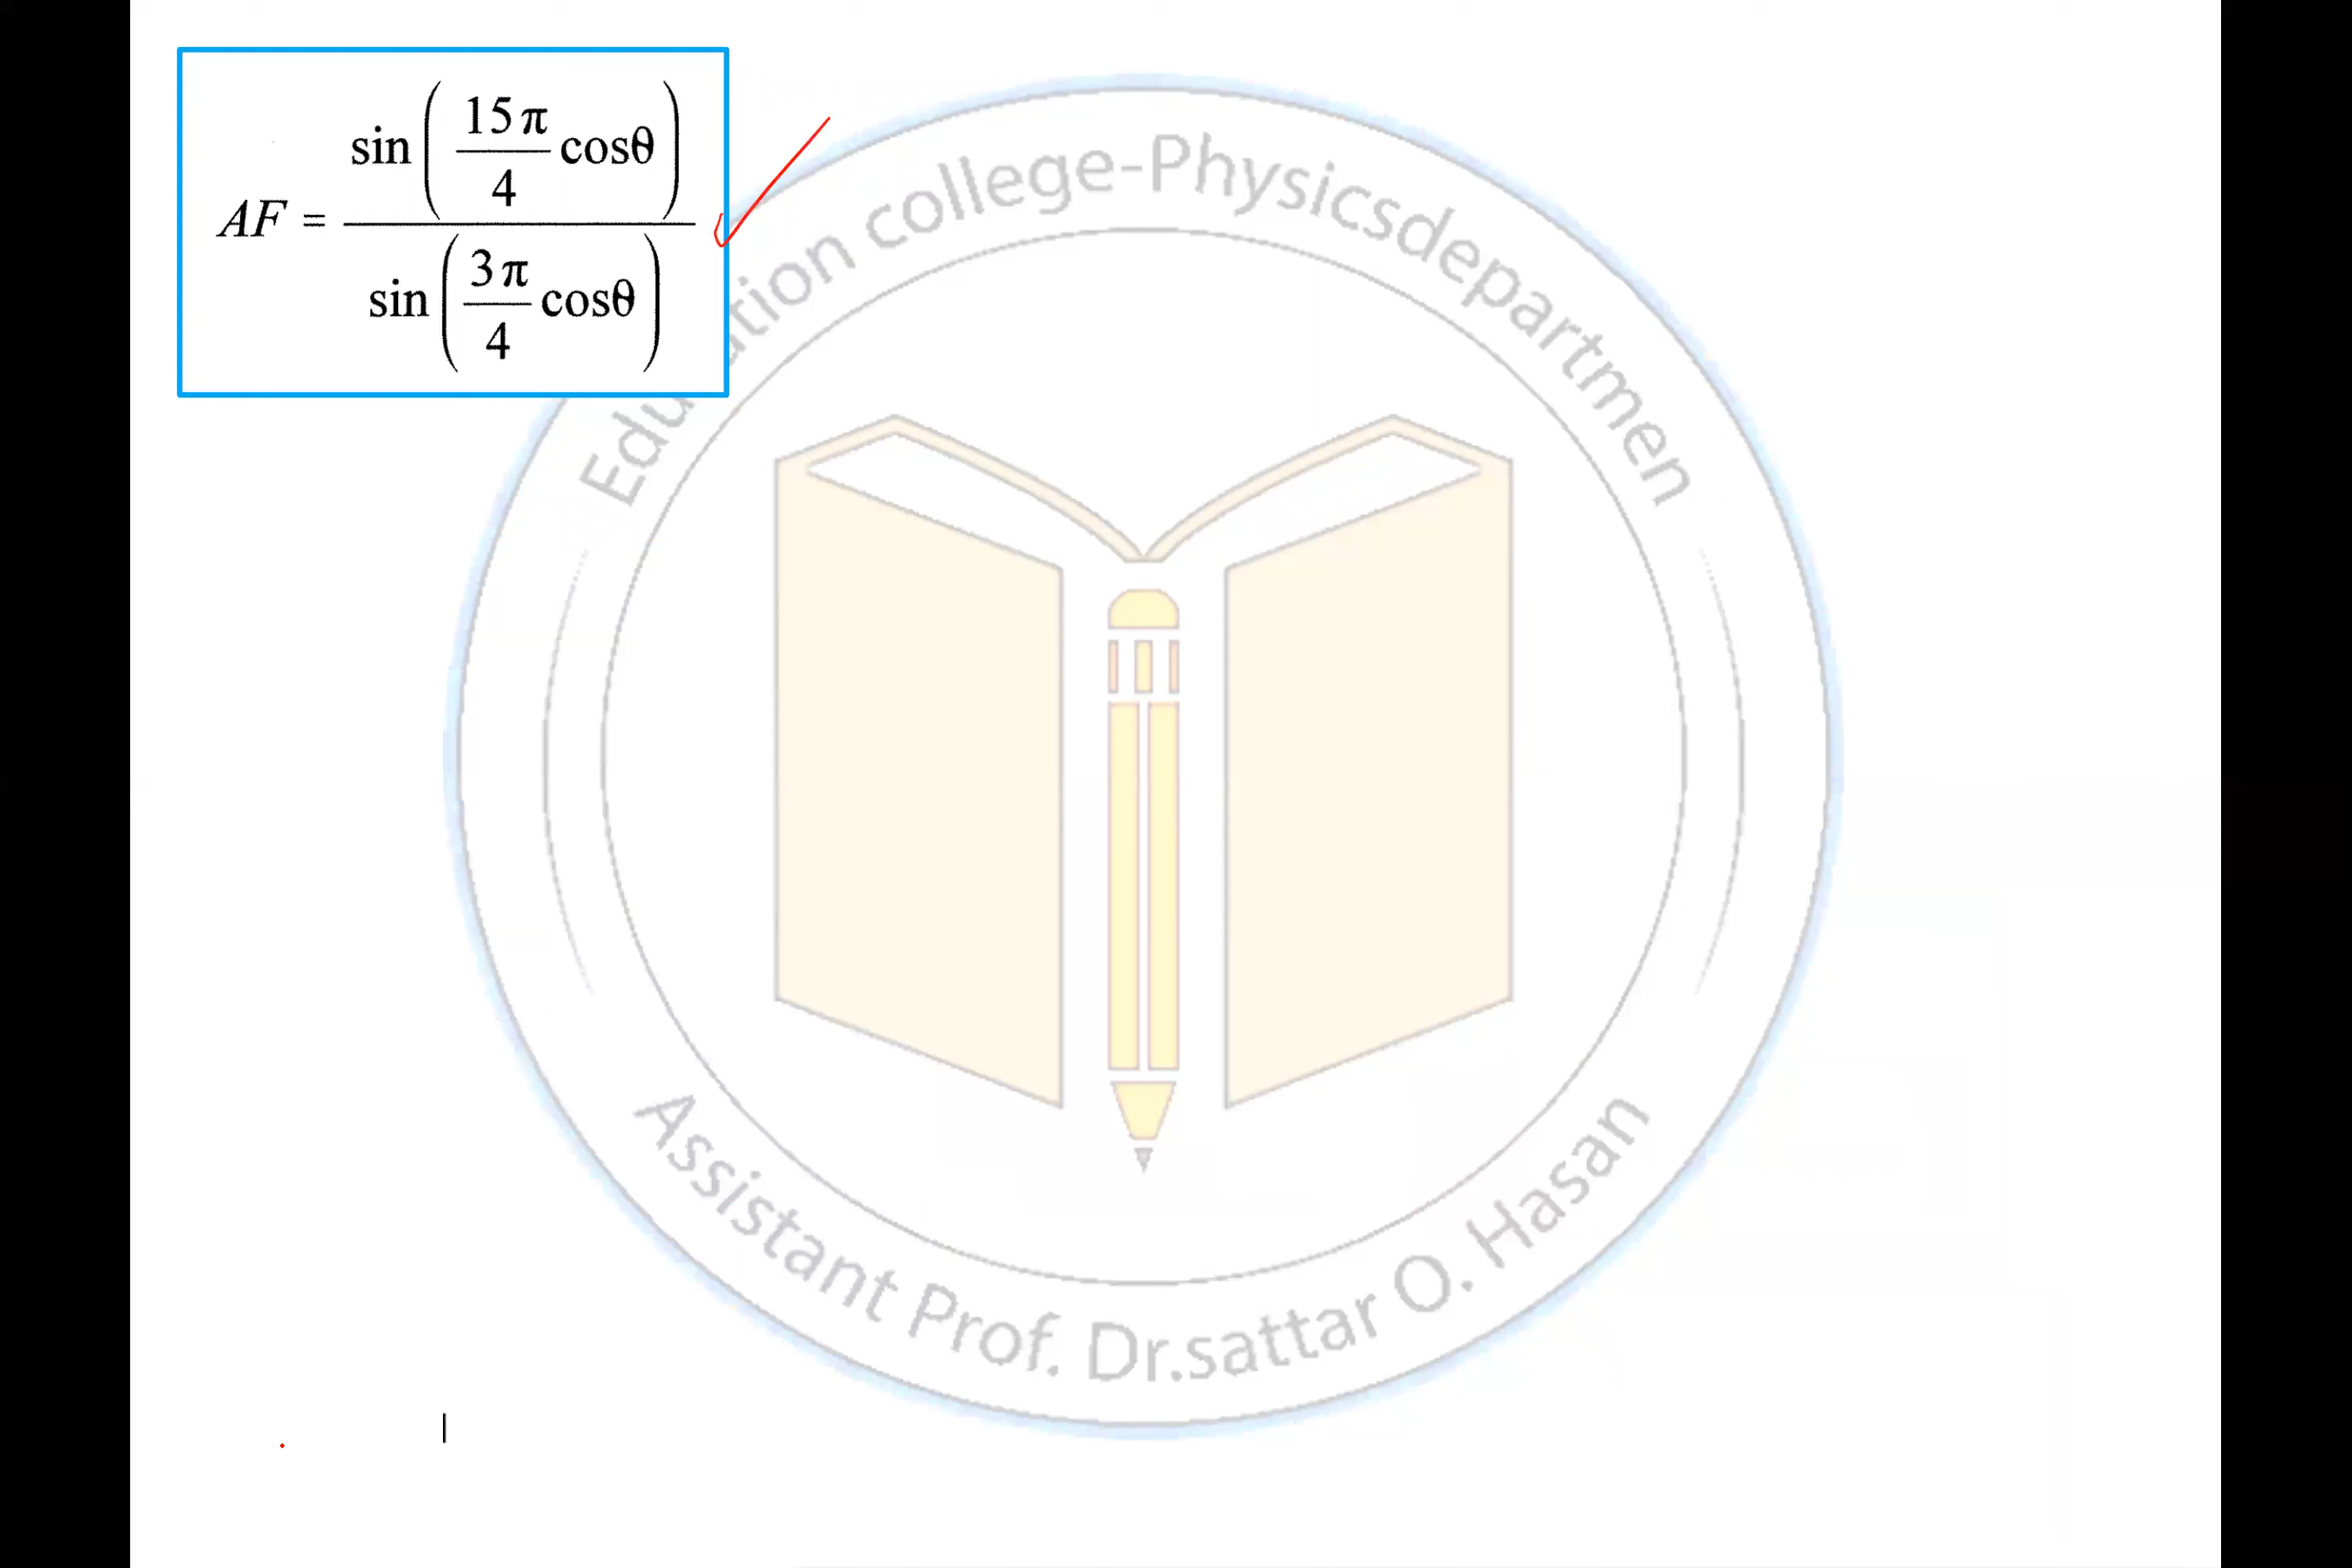 AF = sin(15π/4 cosθ) / sin(3π/4 cosθ)
Education college-Physicsdepartmen
Assistant Prof. Dr.sattar O. Hasan